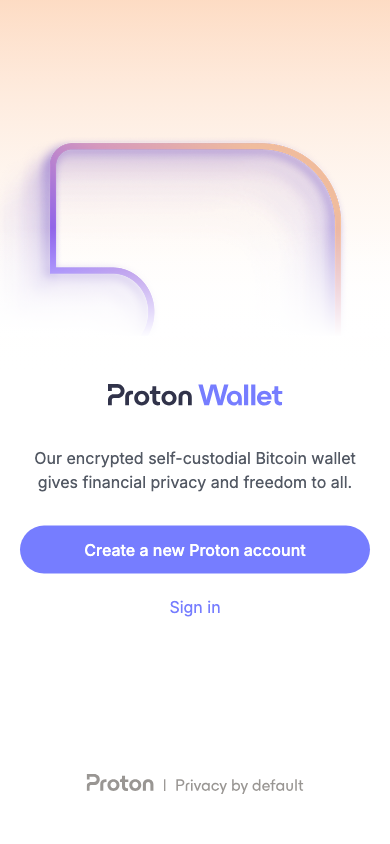 Proton Wallet
Our encrypted self-custodial Bitcoin wallet
gives financial privacy and freedom to all.
Create a new Proton account
Sign in
Proton | Privacy by default